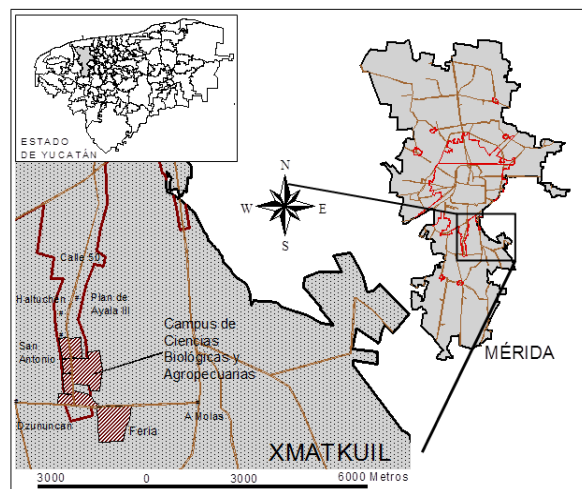 ESTADO
DE YUCATÁN
N
W E
S
Calle 50
Haltuchen
Plan de
Ayala III
San
Antonio
Campus de
Ciencias
Biológicas y
Agropecuarias
MÉRIDA
Dzununcan
Feria
A Molas
XMATKUIL
3000 0 3000 6000 Metros